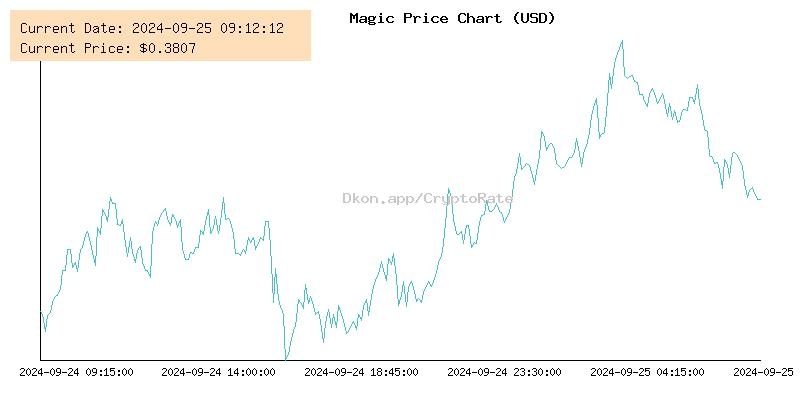 Magic Price Chart (USD)
Current Date: 2024-09-25 09:12:12
Current Price: $0.3807
Dkon.app/CryptoRate
2024-09-24 09:15:00
2024-09-24 14:00:00
2024-09-24 18:45:00
2024-09-24 23:30:00
2024-09-25 04:15:00
2024-09-25